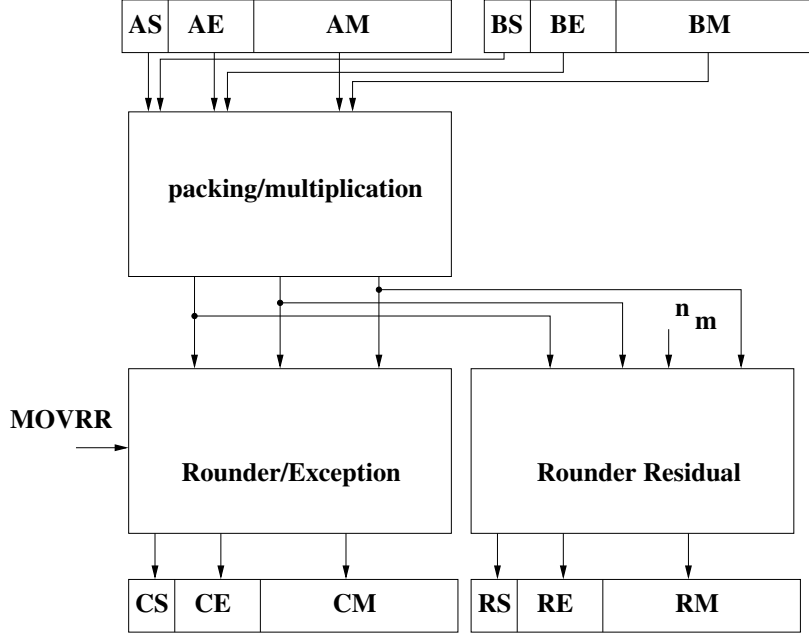 AS AE AM BS BE BM
packing/multiplication
n m
MOVRR
Rounder/Exception Rounder Residual
CS CE CM RS RE RM